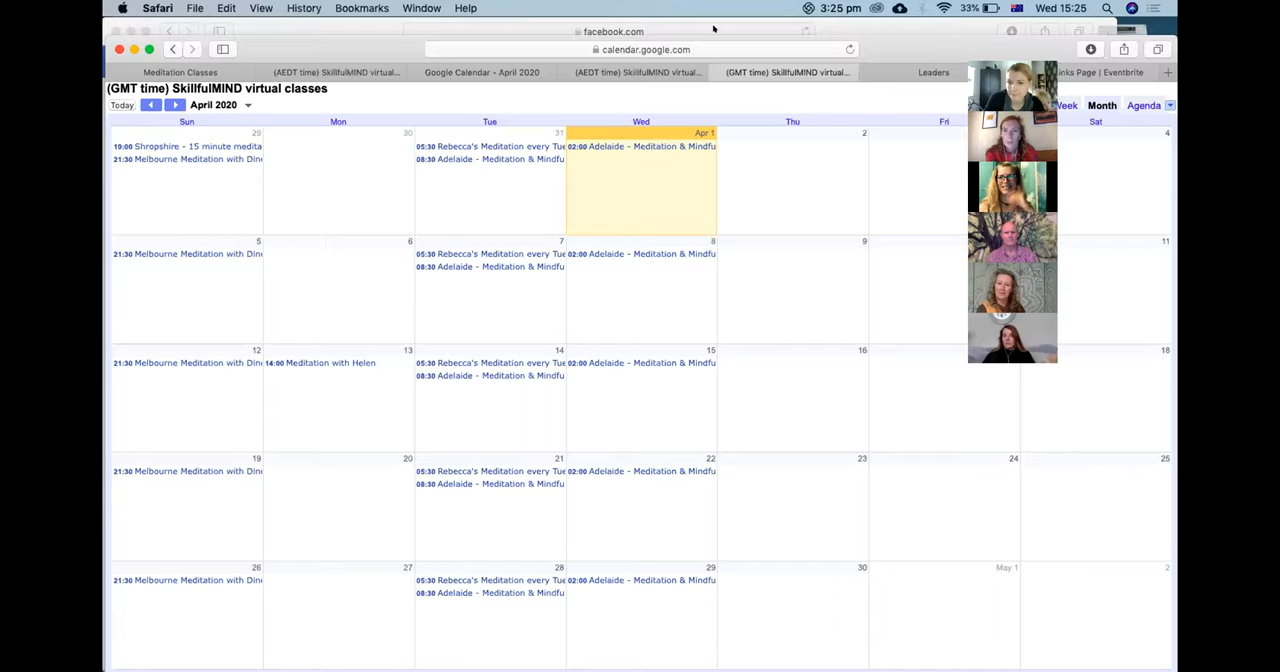 Safari File Edit View History Bookmarks Window Help 3:25 pm 33% Wed 15:25
facebook.com
calendar.google.com
Meditation Classes (AEDT time) SkillfulMIND virtual... Google Calendar - April 2020 (AEDT time) SkillfulMIND virtual... (GMT time) SkillfulMIND virtual... Leaders inks Page | Eventbrite
(GMT time) SkillfulMIND virtual classes
Today April 2020 Week Month Agenda
Sun Mon Tue Wed Thu Fri Sat
29 30 31 Apr 1 2 4
19:00 Shropshire - 15 minute medita 05:30 Rebecca's Meditation every Tue 02:00 Adelaide - Meditation & Mindfu
21:30 Melbourne Meditation with Din 08:30 Adelaide - Meditation & Mindfu
5 6 7 8 9 11
21:30 Melbourne Meditation with Din 05:30 Rebecca's Meditation every Tue 02:00 Adelaide - Meditation & Mindfu
08:30 Adelaide - Meditation & Mindfu
12 13 14 15 16 18
21:30 Melbourne Meditation with Din 14:00 Meditation with Helen 05:30 Rebecca's Meditation every Tue 02:00 Adelaide - Meditation & Mindfu
08:30 Adelaide - Meditation & Mindfu
19 20 21 22 23 24 25
21:30 Melbourne Meditation with Din 05:30 Rebecca's Meditation every Tue 02:00 Adelaide - Meditation & Mindfu
08:30 Adelaide - Meditation & Mindfu
26 27 28 29 30 May 1 2
21:30 Melbourne Meditation with Din 05:30 Rebecca's Meditation every Tue 02:00 Adelaide - Meditation & Mindfu
08:30 Adelaide - Meditation & Mindfu